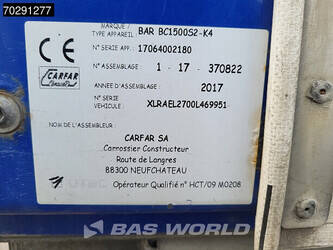 70291277
CE
CARFAR
MARQUE /
TYPE APPAREIL: BAR BC1500S2-K4
N° SERIE APP.: 17064002180
N° ASSEMBLAGE: 1 - 17 - 370822
ANNEE D'ASSEMBLAGE: 2017
N° SERIE
VEHICULE: XLRAEL2700L469951
NOM DE L'ASSEMBLEUR
CARFAR SA
Carrossier Constructeur
Route de Langres
88300 NEUFCHATEAU
Opérateur Qualifié n° HCT/09 M0208
BAS WORLD